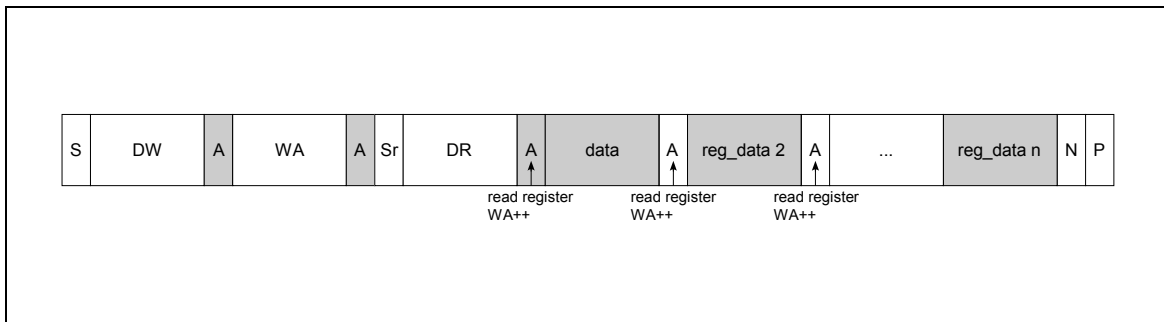 S DW A WA A Sr DR A data A reg_data 2 A ... reg_data n N P
read register read register read register
WA++ WA++ WA++